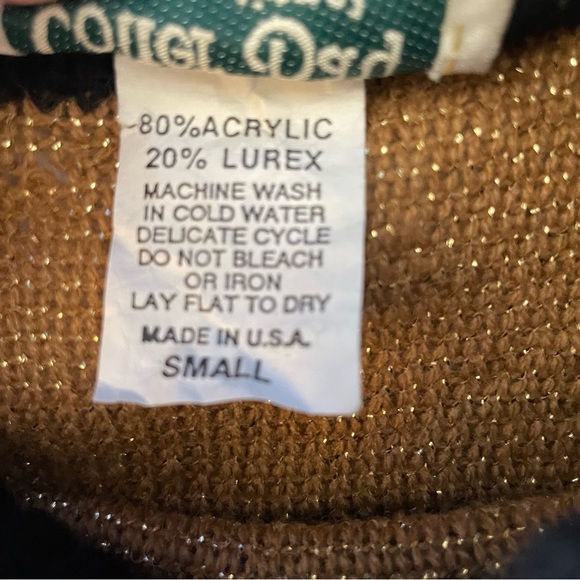 80% ACRYLIC
20% LUREX
MACHINE WASH
IN COLD WATER
DELICATE CYCLE
DO NOT BLEACH
OR IRON
LAY FLAT TO DRY
MADE IN U.S.A.
SMALL